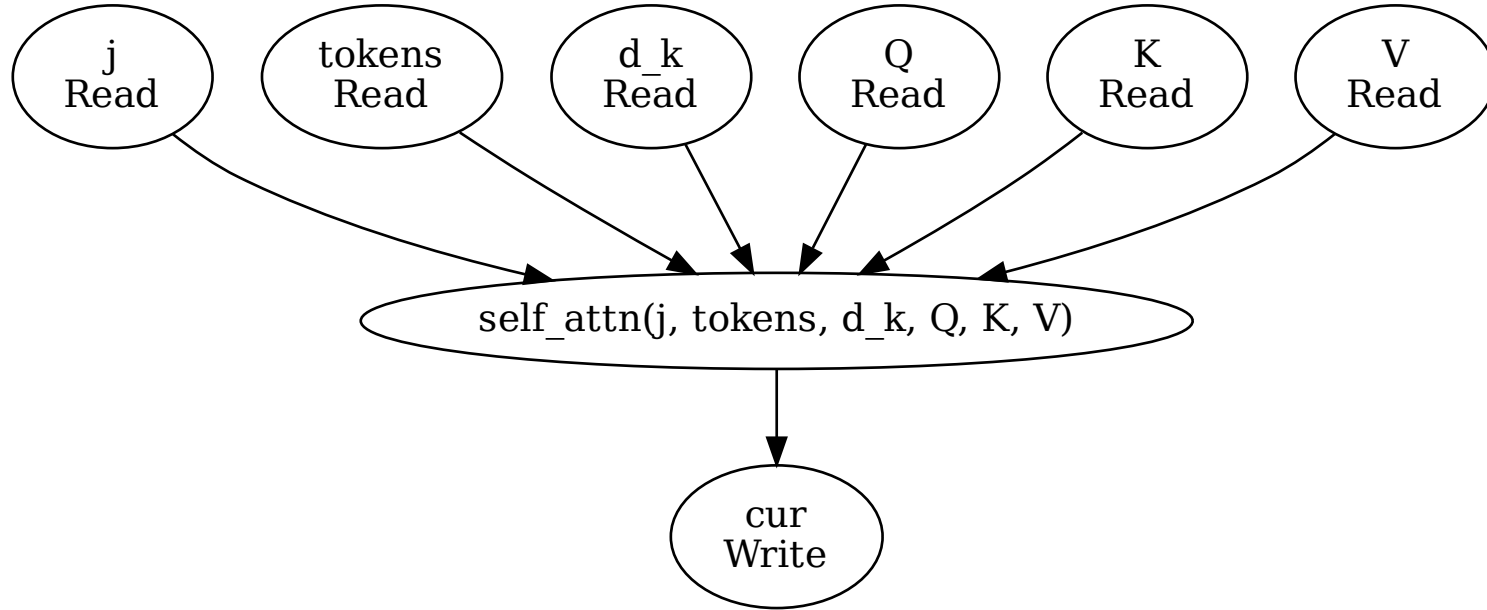 j
Read
tokens
Read
d_k
Read
Q
Read
K
Read
V
Read
self_attn(j, tokens, d_k, Q, K, V)
cur
Write